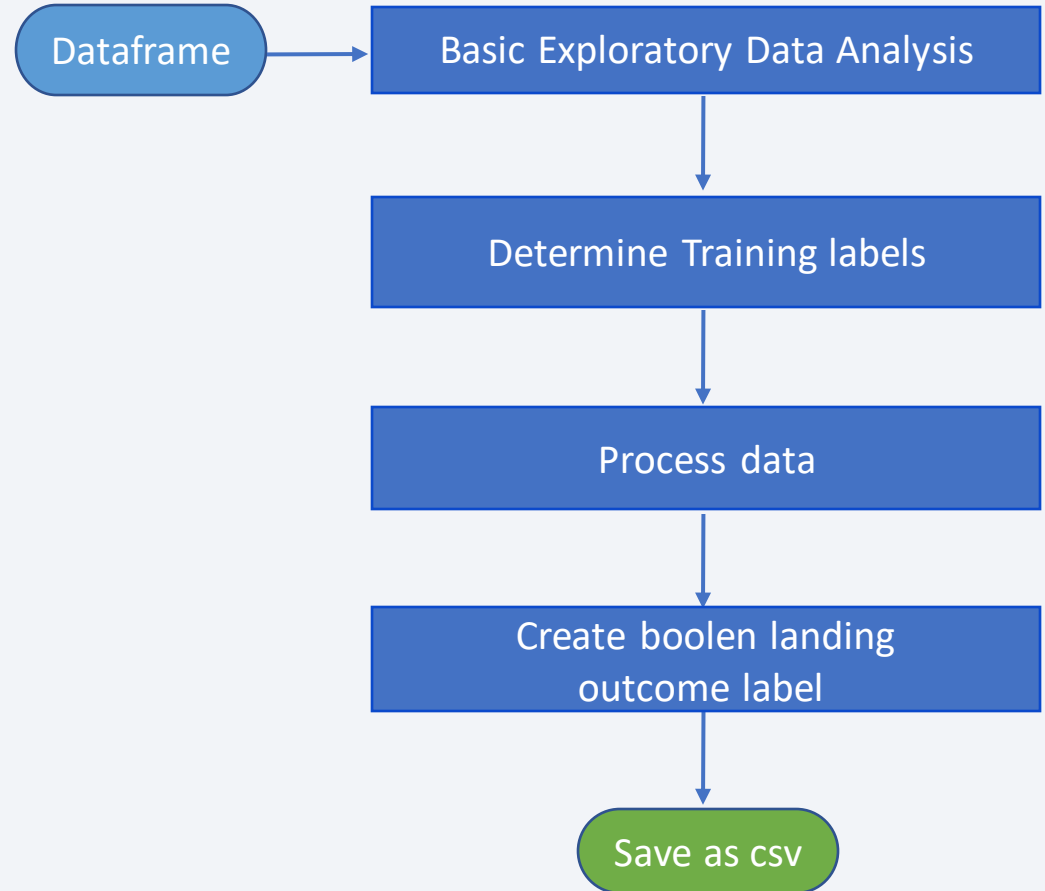 Dataframe
Basic Exploratory Data Analysis
Determine Training labels
Process data
Create boolen landing
outcome label
Save as csv